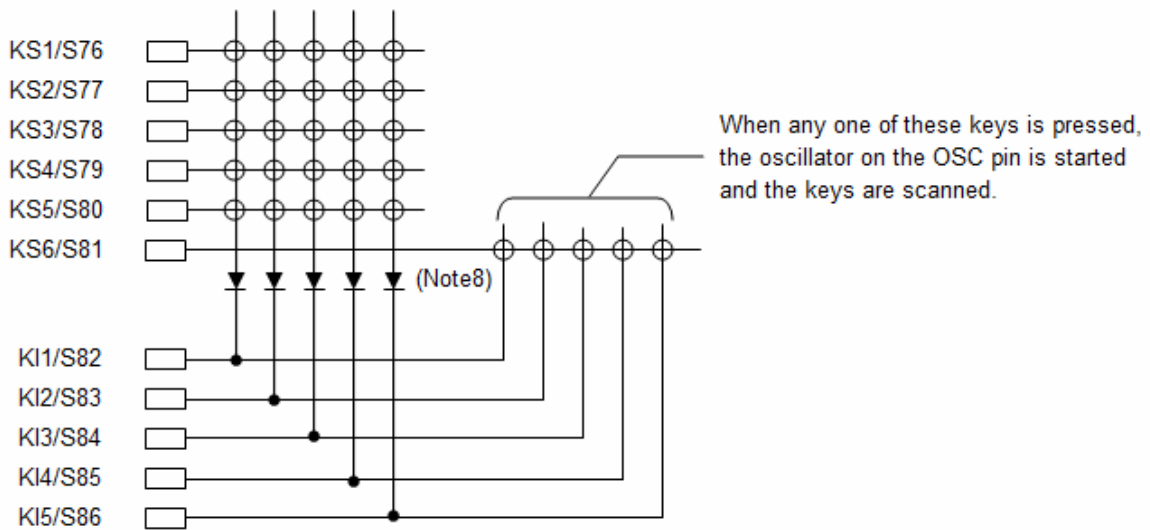 KS1/S76
KS2/S77
KS3/S78
KS4/S79
KS5/S80
KS6/S81
When any one of these keys is pressed,
the oscillator on the OSC pin is started
and the keys are scanned.
(Note8)
KI1/S82
KI2/S83
KI3/S84
KI4/S85
KI5/S86